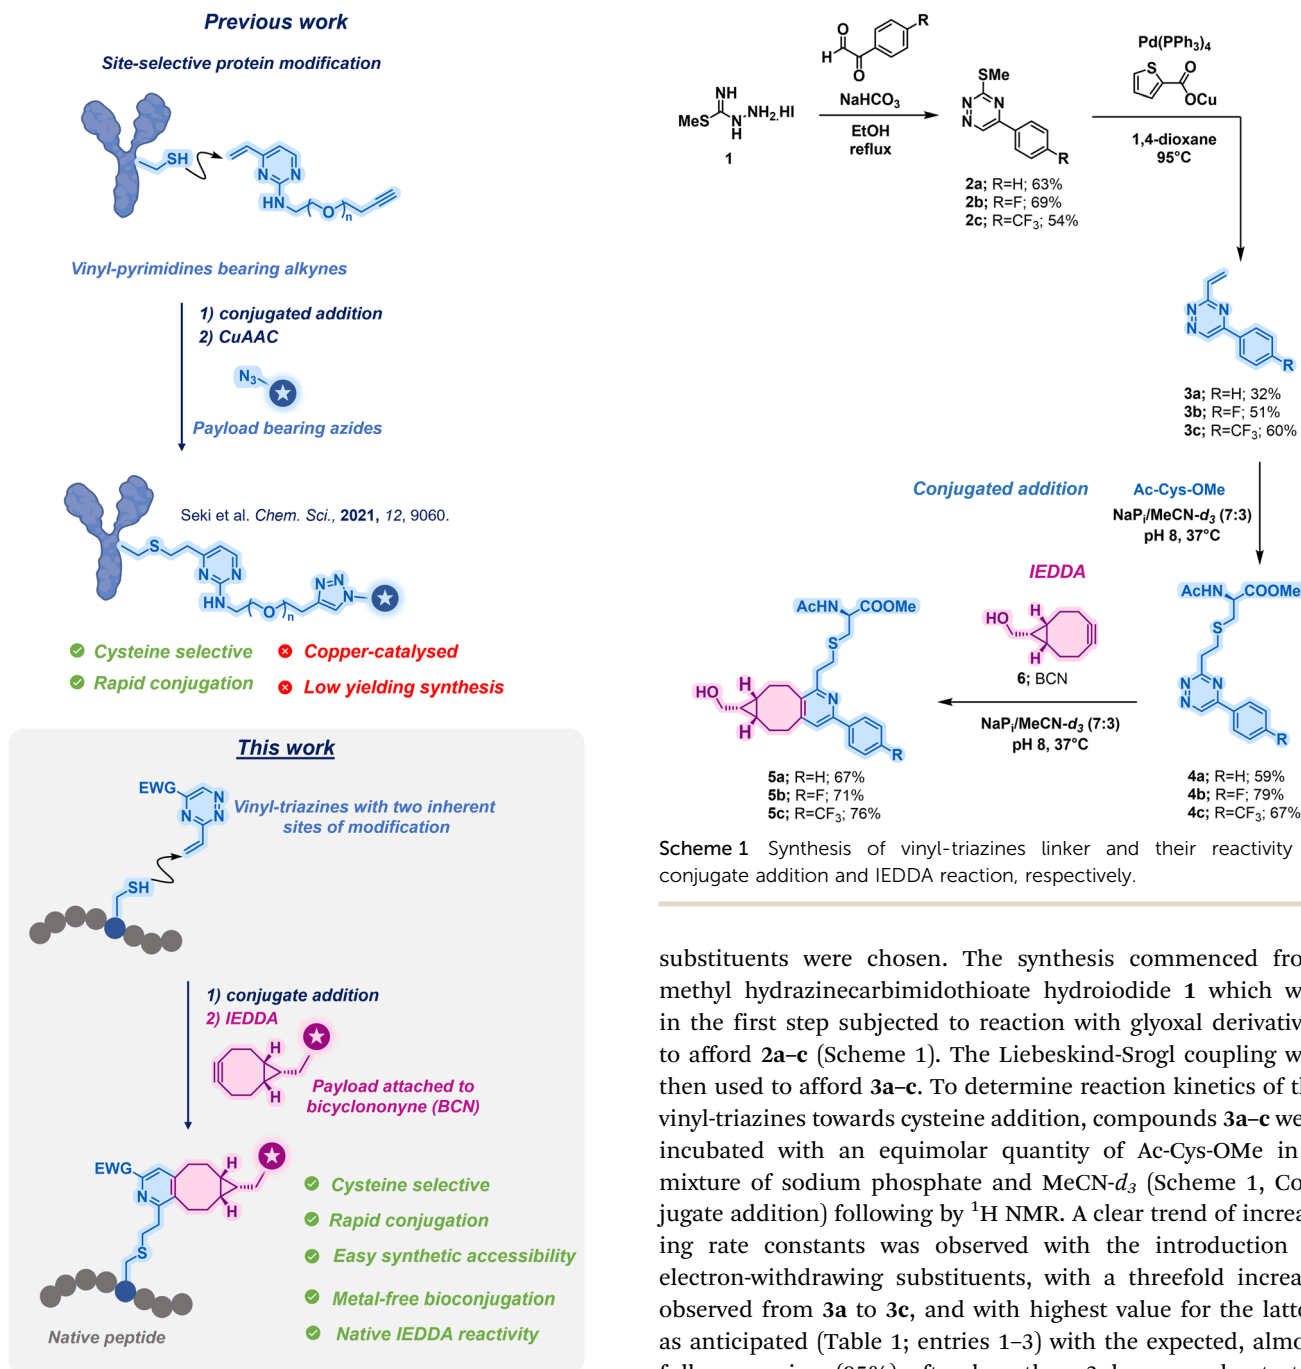 Previous work
Site-selective protein modification
SH
N
N
HN
O
n
Vinyl-pyrimidines bearing alkynes
1) conjugated addition
2) CuAAC
N3
Payload bearing azides
Seki et al. Chem. Sci., 2021, 12, 9060.
S
N
N
HN
O
n
N
N
N
Cysteine selective
Copper-catalysed
Rapid conjugation
Low yielding synthesis
This work
EWG
N
N
N
Vinyl-triazines with two inherent
sites of modification
SH
1) conjugate addition
2) IEDDA
H
H
Payload attached to
bicyclononyne (BCN)
EWG
N
H
H
S
Native peptide
Cysteine selective
Rapid conjugation
Easy synthetic accessibility
Metal-free bioconjugation
Native IEDDA reactivity
NH
MeS
N
H
NH2.HI
1
O
H
O
R
NaHCO3
EtOH
reflux
SMe
N
N
N
R
2a; R=H; 63%
2b; R=F; 69%
2c; R=CF3; 54%
Pd(PPh3)4
S
O
OCu
1,4-dioxane
95°C
N
N
N
R
3a; R=H; 32%
3b; R=F; 51%
3c; R=CF3; 60%
Conjugated addition
Ac-Cys-OMe
NaPi/MeCN-d3 (7:3)
pH 8, 37°C
AcHN
COOMe
S
N
N
N
R
4a; R=H; 59%
4b; R=F; 79%
4c; R=CF3; 67%
IEDDA
HO
H
H
6; BCN
NaPi/MeCN-d3 (7:3)
pH 8, 37°C
AcHN
COOMe
S
HO
H
H
N
R
5a; R=H; 67%
5b; R=F; 71%
5c; R=CF3; 76%
Scheme 1 Synthesis of vinyl-triazines linker and their reactivity
conjugate addition and IEDDA reaction, respectively.
substituents were chosen. The synthesis commenced fro
methyl hydrazinecarbimidothioate hydroiodide 1 which w
in the first step subjected to reaction with glyoxal derivativ
to afford 2a–c (Scheme 1). The Liebeskind-Srogl coupling w
then used to afford 3a–c. To determine reaction kinetics of th
vinyl-triazines towards cysteine addition, compounds 3a–c we
incubated with an equimolar quantity of Ac-Cys-OMe in
mixture of sodium phosphate and MeCN-d3 (Scheme 1, Co
jugate addition) following by 1H NMR. A clear trend of increa
ing rate constants was observed with the introduction
electron-withdrawing substituents, with a threefold increa
observed from 3a to 3c, and with highest value for the latte
as anticipated (Table 1; entries 1–3) with the expected, almo